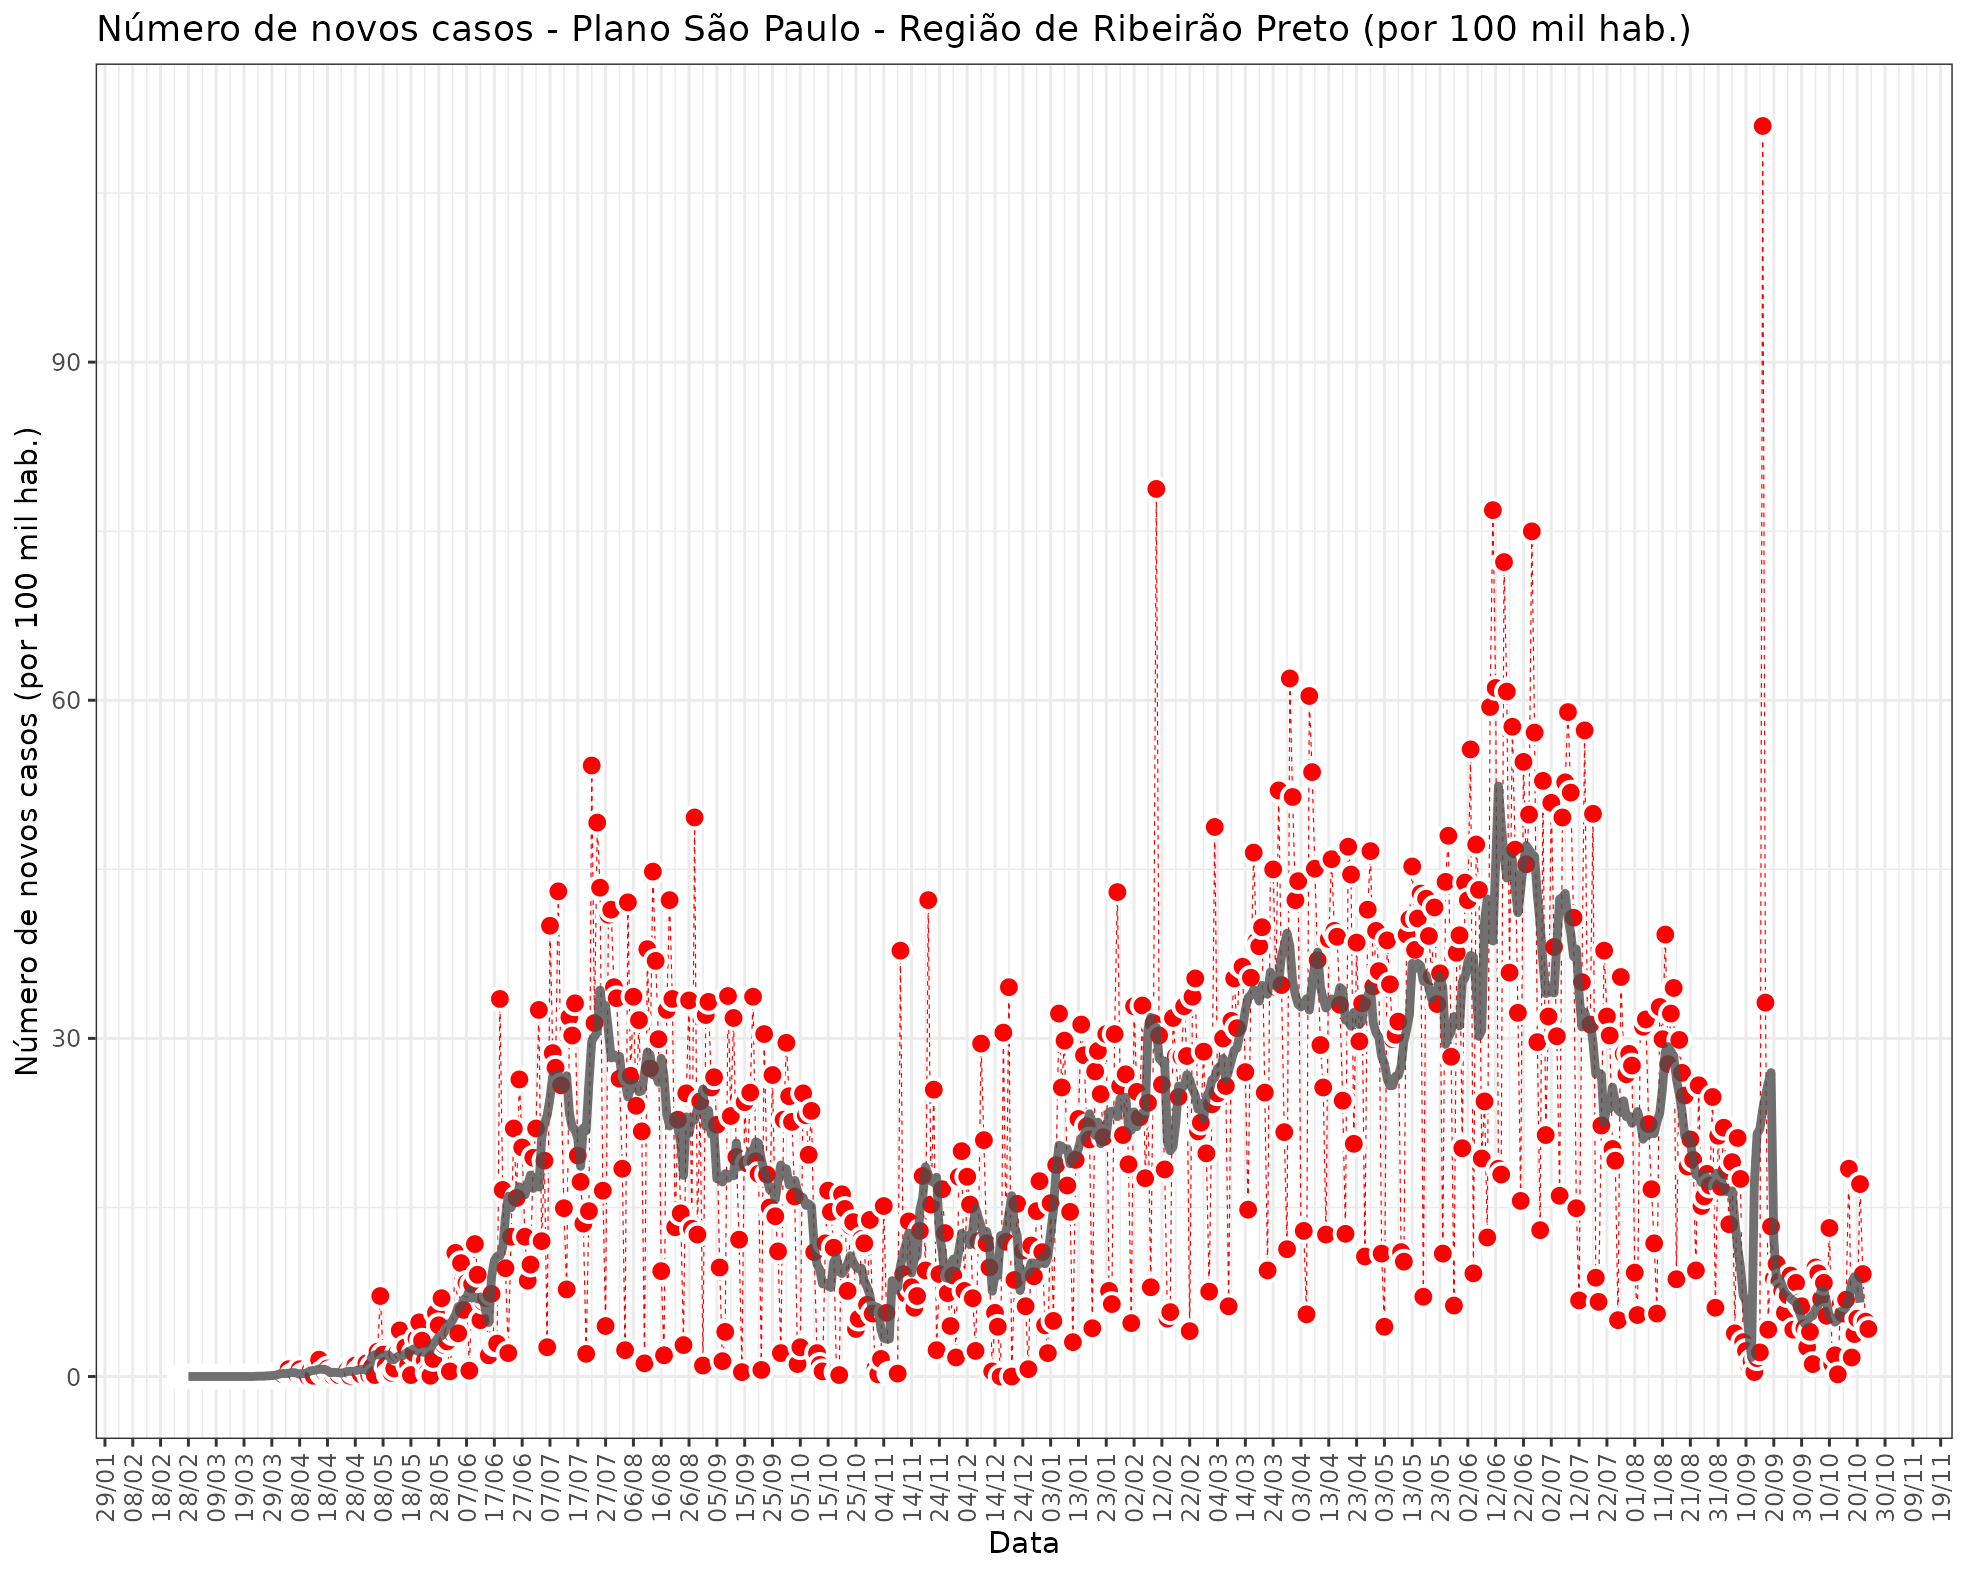 Número de novos casos - Plano São Paulo - Região de Ribeirão Preto (por 100 mil hab.)
Número de novos casos (por 100 mil hab.)
90
60
30
0
29/01 08/02 18/02 28/02 09/03 19/03 29/03 08/04 18/04 28/04 08/05 18/05 28/05 07/06 17/06 27/06 07/07 17/07 27/07 06/08 16/08 26/08 05/09 15/09 25/09 05/10 15/10 25/10 04/11 14/11 24/11 04/12 14/12 24/12 03/01 13/01 23/01 02/02 12/02 22/02 04/03 14/03 24/03 03/04 13/04 23/04 03/05 13/05 23/05 02/06 12/06 22/06 02/07 12/07 22/07 01/08 11/08 21/08 31/08 10/09 20/09 30/09 10/10 20/10 30/10 09/11 19/11
Data